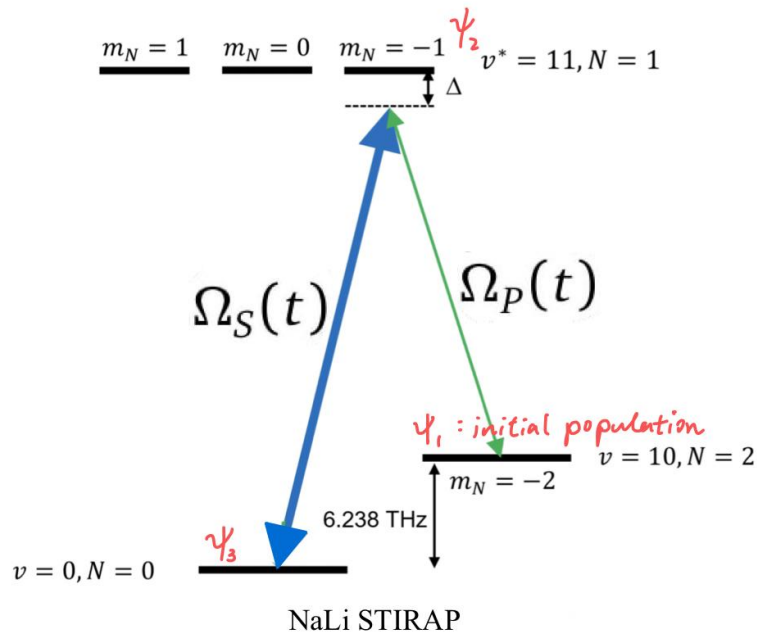 m_N = 1 m_N = 0 m_N = −1 ψ₂ v* = 11, N = 1
Δ
Ω_S(t) Ω_P(t)
ψ₁ : initial population
v = 10, N = 2
m_N = −2
6.238 THz
ψ₃
v = 0, N = 0
NaLi STIRAP